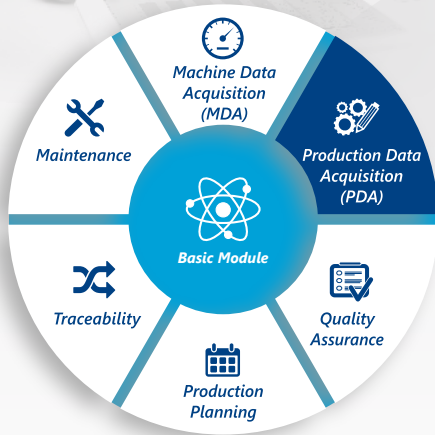 Machine Data
Acquisition
(MDA)
Production Data
Acquisition
(PDA)
Maintenance
Basic Module
Traceability
Quality
Assurance
Production
Planning